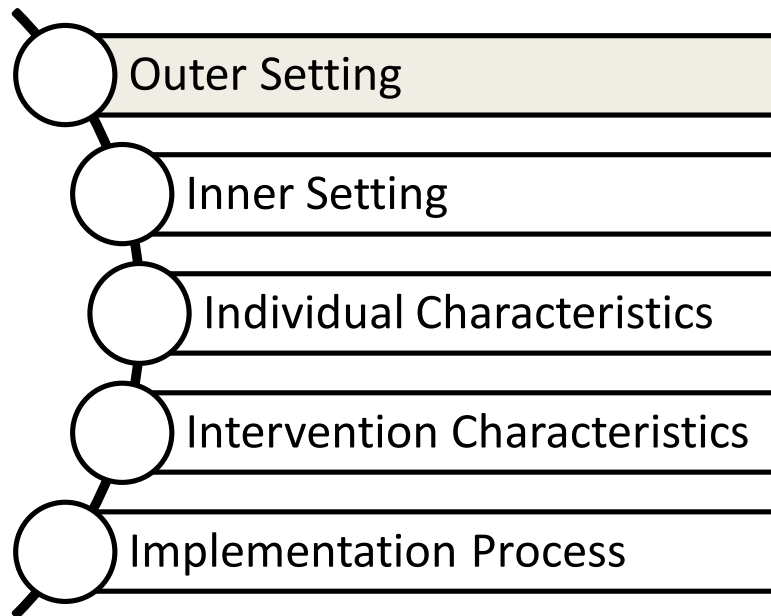 Outer Setting
Inner Setting
Individual Characteristics
Intervention Characteristics
Implementation Process